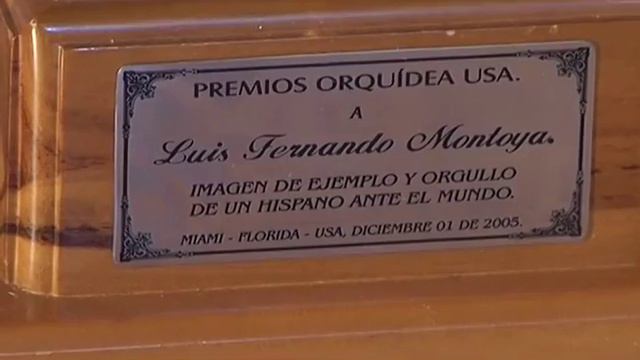 PREMIOS ORQUÍDEA USA.
A
Luis Fernando Montoya.
IMAGEN DE EJEMPLO Y ORGULLO
DE UN HISPANO ANTE EL MUNDO.
MIAMI - FLORIDA - USA, DICIEMBRE 01 DE 2005.